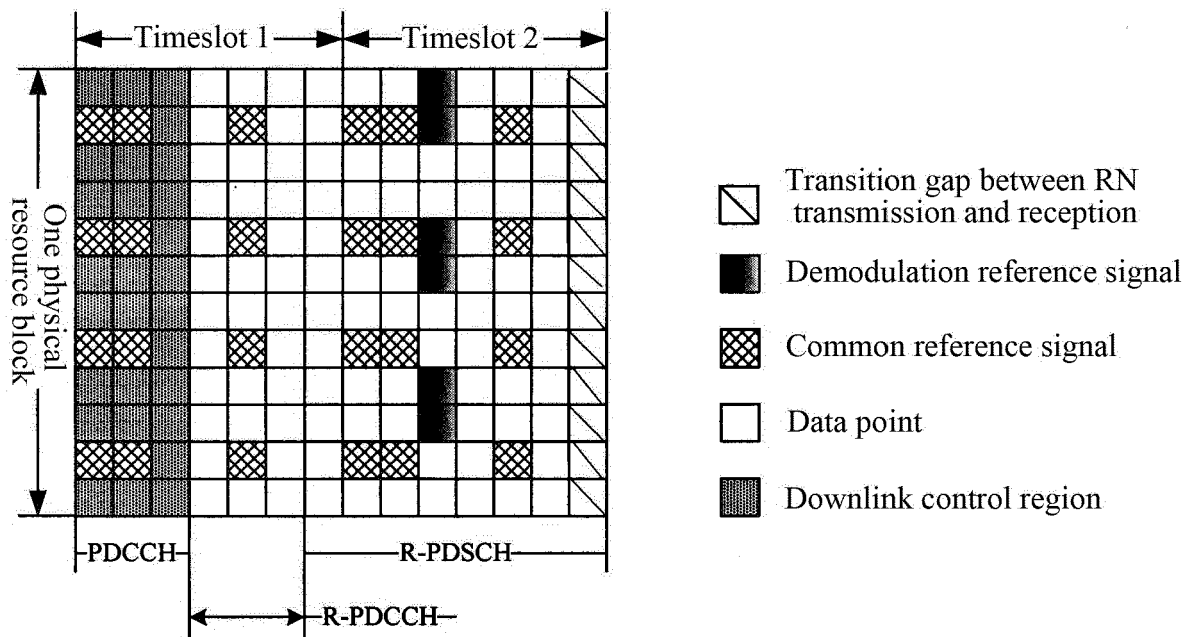 Timeslot 1
Timeslot 2
One physical
resource block
Transition gap between RN
transmission and reception
Demodulation reference signal
Common reference signal
Data point
Downlink control region
PDCCH
R-PDSCH
R-PDCCH